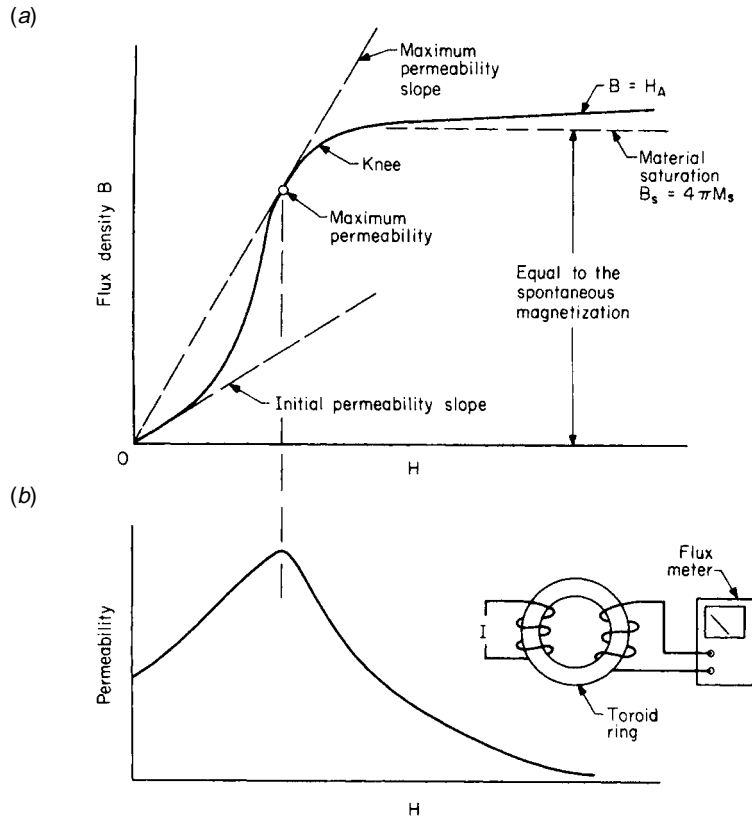 (a)
Maximum
permeability
slope
B = H_A
Knee
Material
saturation
B_s = 4πM_s
Maximum
permeability
Flux density B
Equal to the
spontaneous
magnetization
Initial permeability slope
O
H
(b)
Permeability
Flux
meter
I
Toroid
ring
H